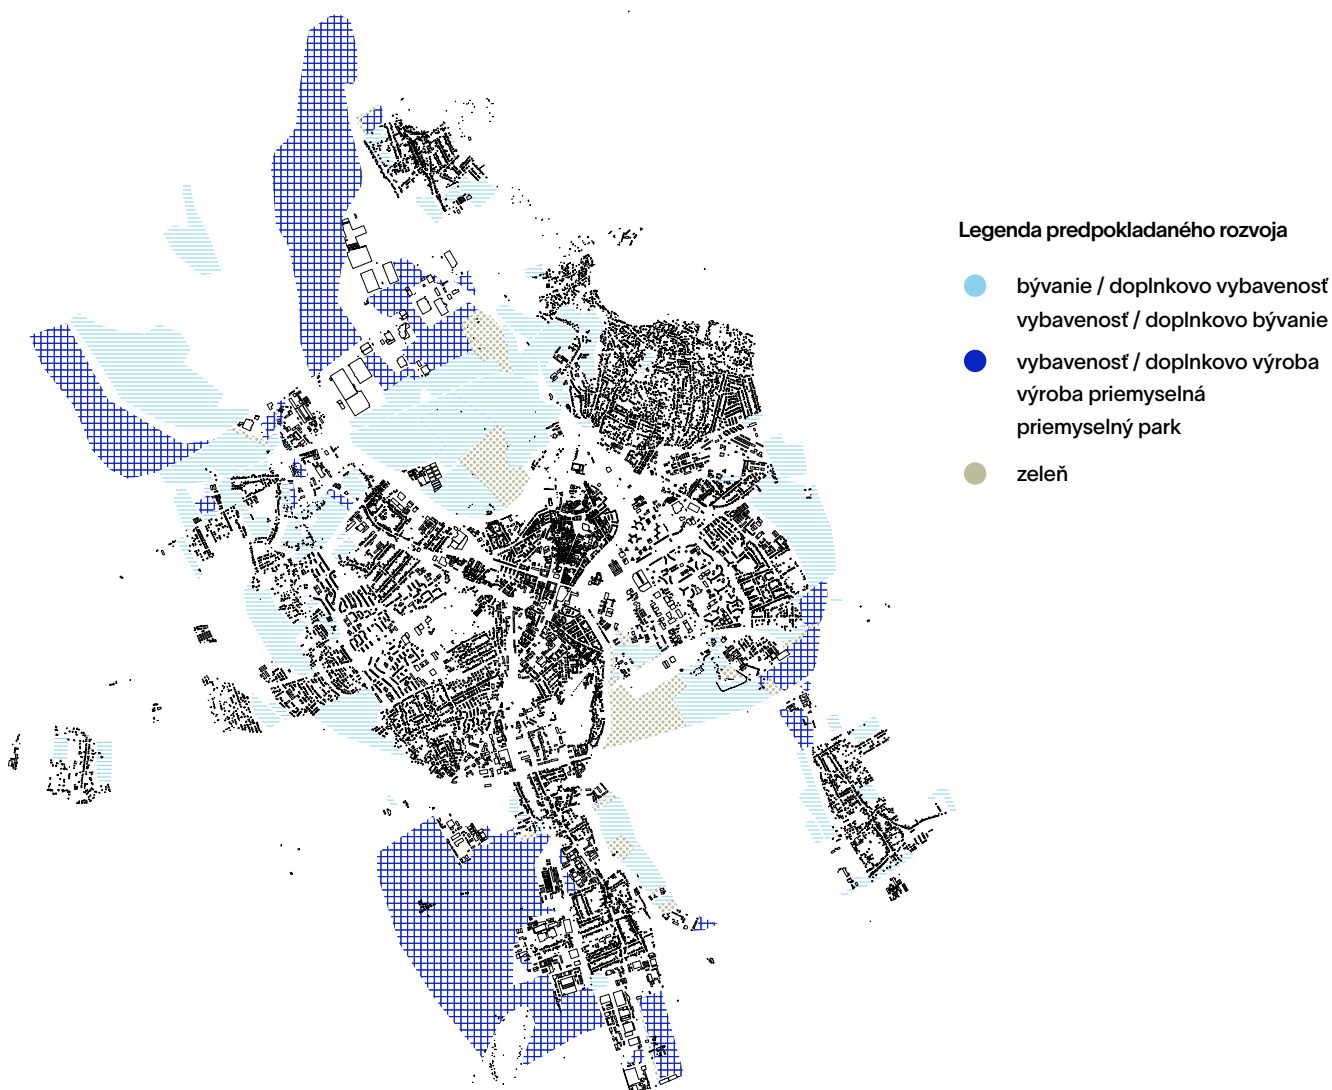 Legenda predpokladaného rozvoja
bývanie / doplnkovo vybavenosť
vybavenosť / doplnkovo bývanie
vybavenosť / doplnkovo výroba
výroba priemyselná
priemyselný park
zeleň